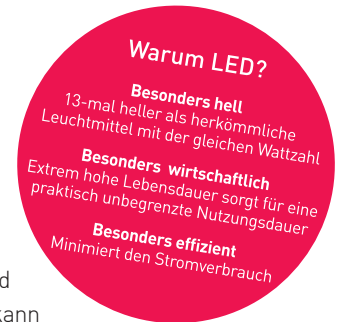 Warum LED?
Besonders hell
13-mal heller als herkömmliche
Leuchtmittel mit der gleichen Wattzahl
Besonders wirtschaftlich
Extrem hohe Lebensdauer sorgt für eine
praktisch unbegrenzte Nutzungsdauer
Besonders effizient
Minimiert den Stromverbrauch
kann